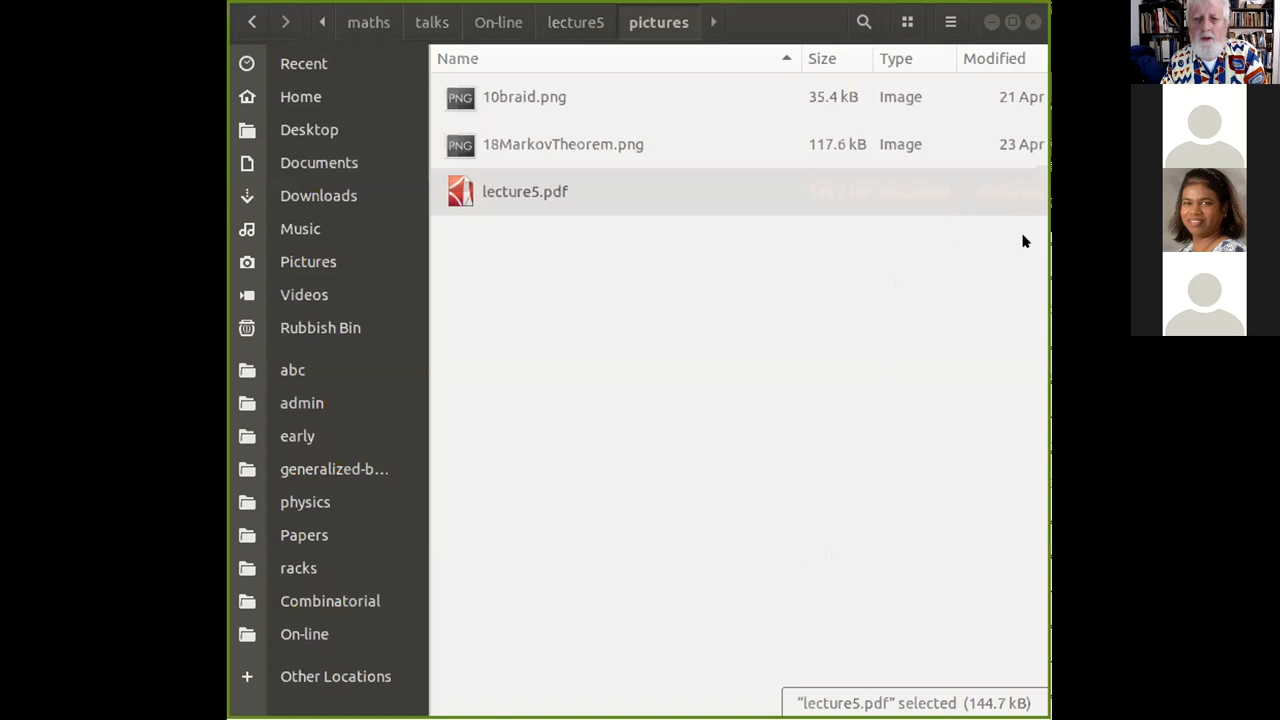 maths talks On-line lecture5 pictures
Name Size Type Modified
PNG 10braid.png 35.4 kB Image 21 Apr
PNG 18MarkovTheorem.png 117.6 kB Image 23 Apr
lecture5.pdf
Recent
Home
Desktop
Documents
Downloads
Music
Pictures
Videos
Rubbish Bin
abc
admin
early
generalized-b...
physics
Papers
racks
Combinatorial
On-line
Other Locations
“lecture5.pdf” selected (144.7 kB)